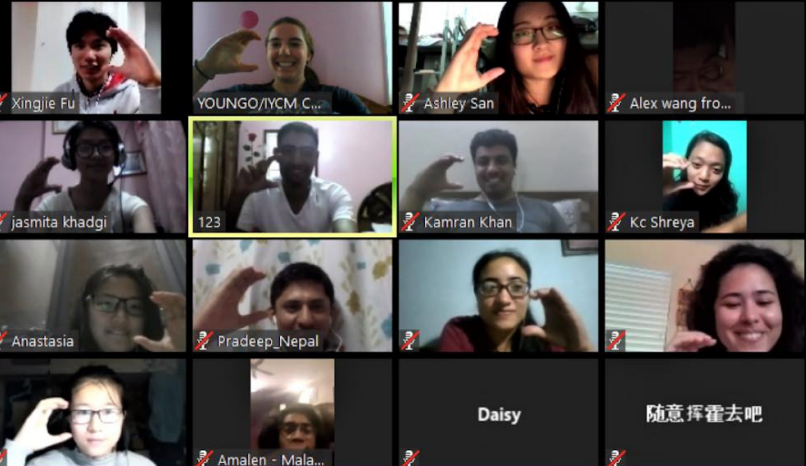 Xingjie Fu
YOUNGO/IYCM C...
Ashley San
Alex wang fro...
jasmita khadgi
123
Kamran Khan
Kc Shreya
Anastasia
Pradeep_Nepal
Amalen - Mala...
Daisy
随意挥霍去吧